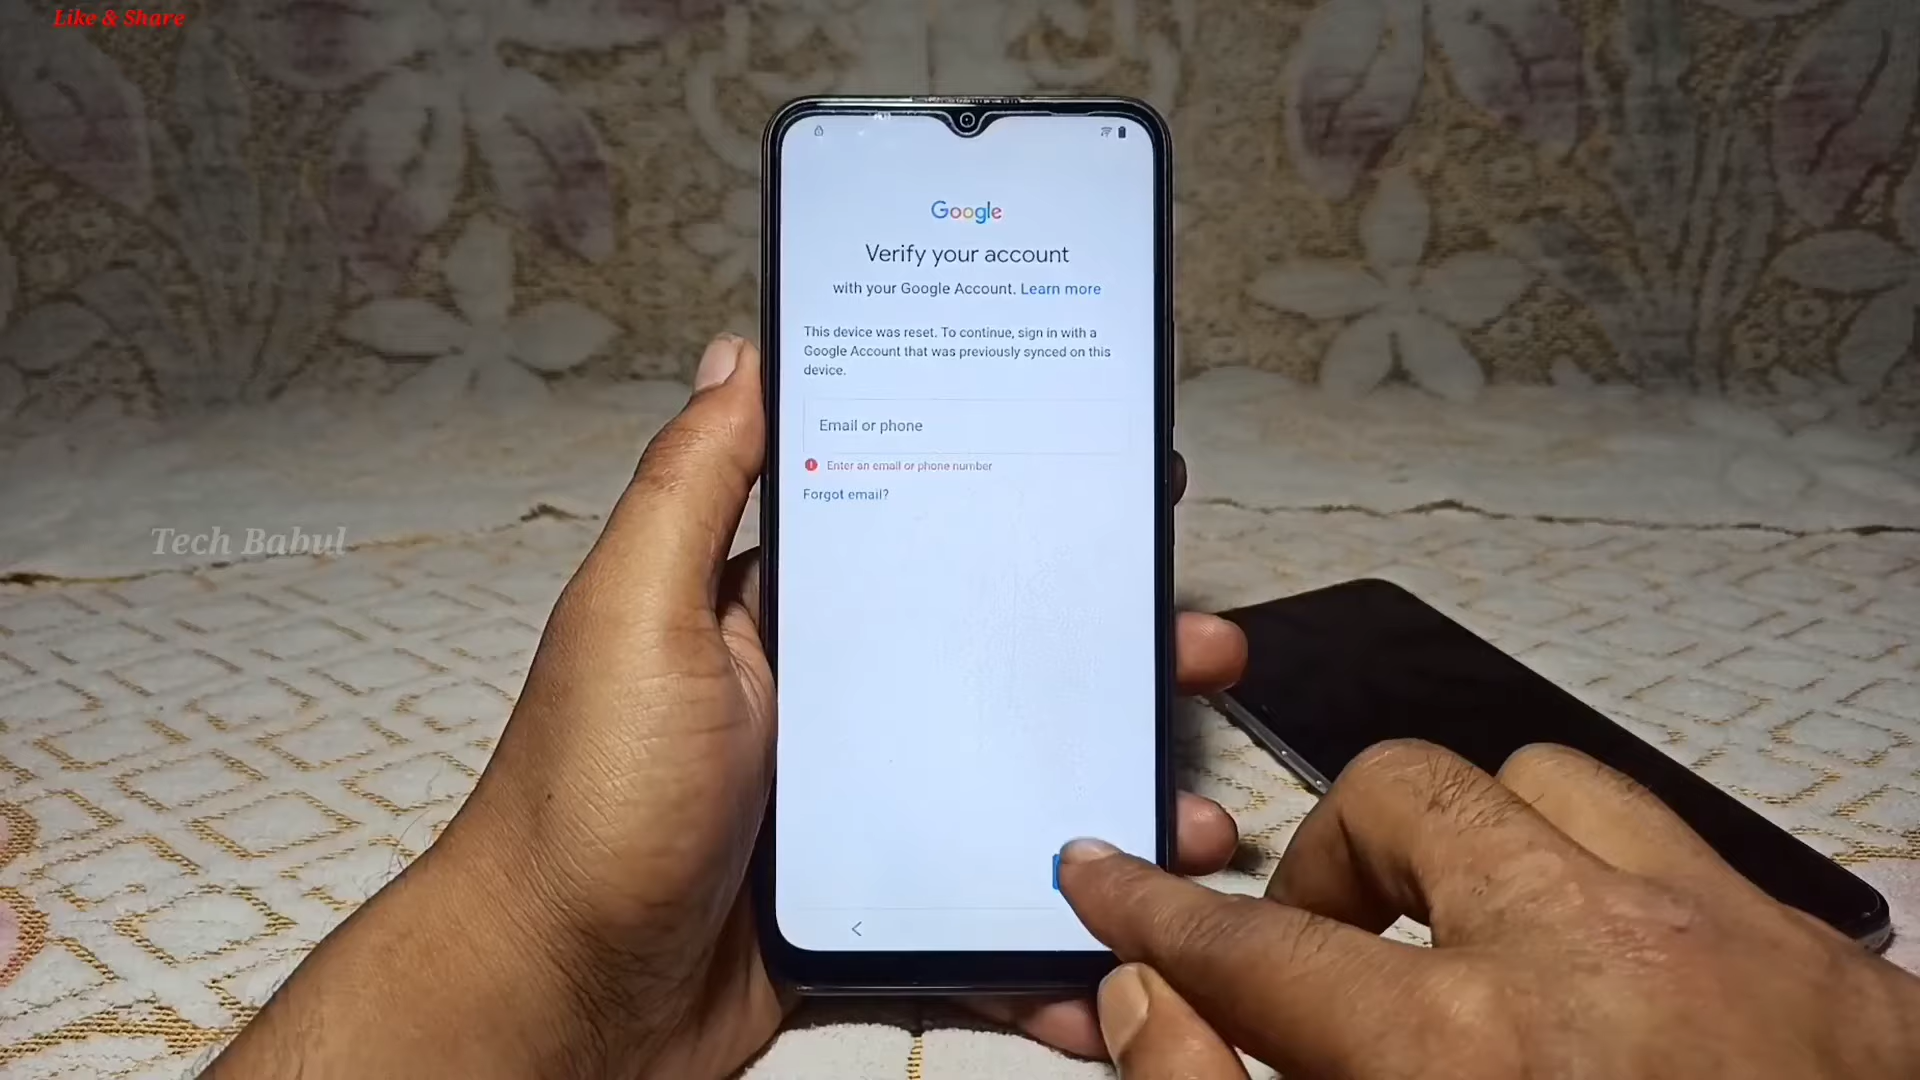 Like & Share
Google
Verify your account
with your Google Account. Learn more
This device was reset. To continue, sign in with a
Google Account that was previously synced on this
device.
Email or phone
Enter an email or phone number
Forgot email?
Tech Babul